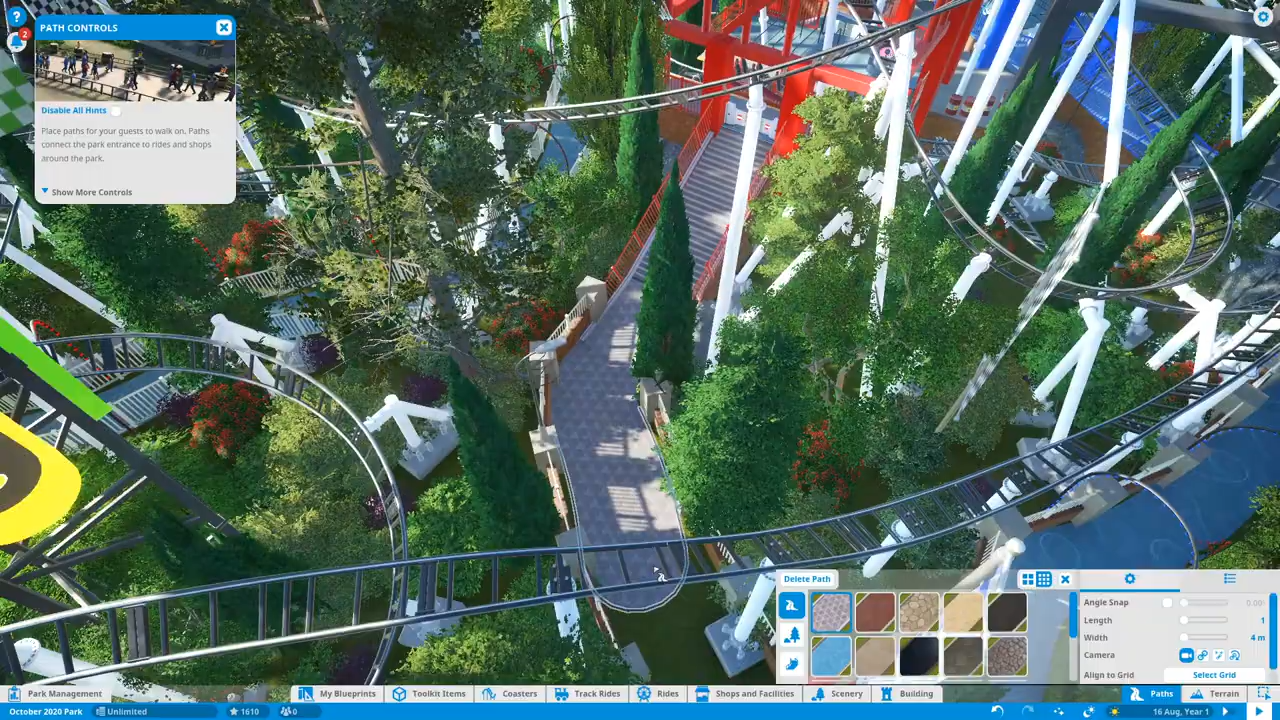 ?
2
PATH CONTROLS
Disable All Hints
Place paths for your guests to walk on. Paths
connect the park entrance to rides and shops
around the park.
Show More Controls
Delete Path
Angle Snap 0.00°
Length 1
Width 4 m
Camera
Align to Grid Select Grid
Park Management My Blueprints Toolkit Items Coasters Track Rides Rides Shops and Facilities Scenery Building Paths Terrain
October 2020 Park Unlimited 1610 0 16 Aug, Year 1